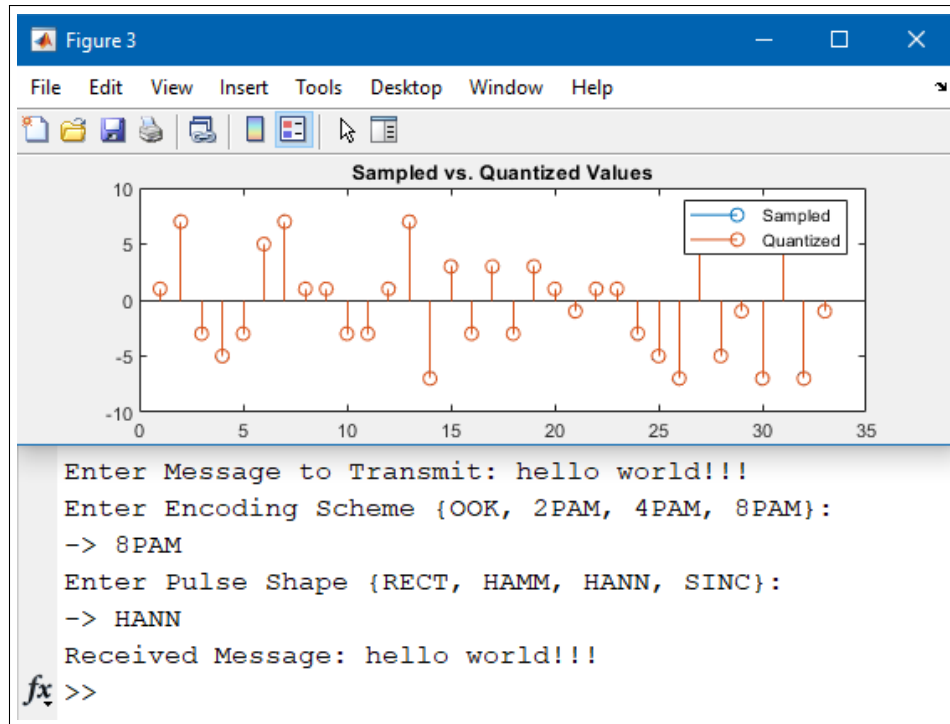 Figure 3
File Edit View Insert Tools Desktop Window Help
Sampled vs. Quantized Values
10
5
0
-5
-10
0 5 10 15 20 25 30 35
Sampled
Quantized
Enter Message to Transmit: hello world!!!
Enter Encoding Scheme {OOK, 2PAM, 4PAM, 8PAM}:
-> 8PAM
Enter Pulse Shape {RECT, HAMM, HANN, SINC}:
-> HANN
Received Message: hello world!!!
fx >>